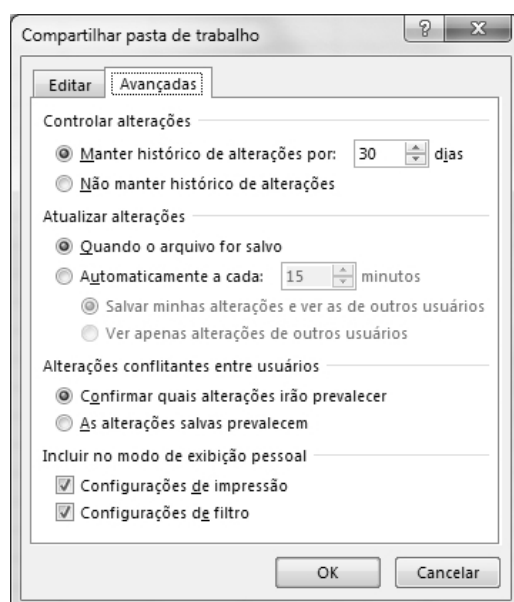 Compartilhar pasta de trabalho
Editar Avançadas
Controlar alterações
Manter histórico de alterações por: 30 dias
Não manter histórico de alterações
Atualizar alterações
Quando o arquivo for salvo
Automaticamente a cada: 15 minutos
Salvar minhas alterações e ver as de outros usuários
Ver apenas alterações de outros usuários
Alterações conflitantes entre usuários
Confirmar quais alterações irão prevalecer
As alterações salvas prevalecem
Incluir no modo de exibição pessoal
Configurações de impressão
Configurações de filtro
OK Cancelar